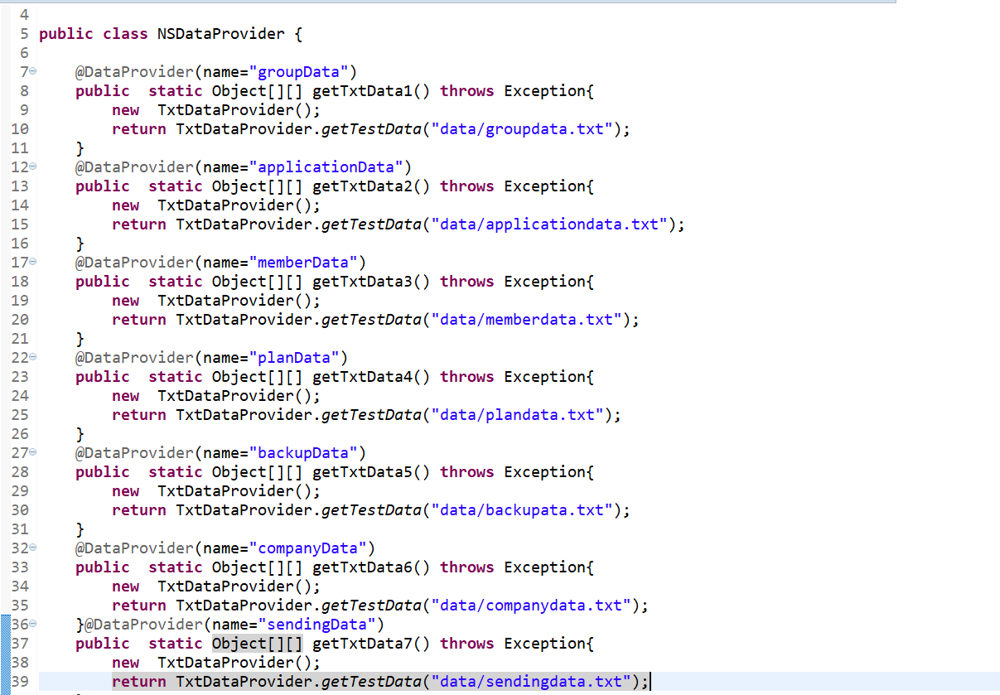 4
5 public class NSDataProvider {
6
7 @DataProvider(name="groupData")
8 public  static Object[][] getTxtData1() throws Exception{
9 new  TxtDataProvider();
10 return TxtDataProvider.getTestData("data/groupdata.txt");
11 }
12 @DataProvider(name="applicationData")
13 public  static Object[][] getTxtData2() throws Exception{
14 new  TxtDataProvider();
15 return TxtDataProvider.getTestData("data/applicationdata.txt");
16 }
17 @DataProvider(name="memberData")
18 public  static Object[][] getTxtData3() throws Exception{
19 new  TxtDataProvider();
20 return TxtDataProvider.getTestData("data/memberdata.txt");
21 }
22 @DataProvider(name="planData")
23 public  static Object[][] getTxtData4() throws Exception{
24 new  TxtDataProvider();
25 return TxtDataProvider.getTestData("data/plandata.txt");
26 }
27 @DataProvider(name="backupData")
28 public  static Object[][] getTxtData5() throws Exception{
29 new  TxtDataProvider();
30 return TxtDataProvider.getTestData("data/backupata.txt");
31 }
32 @DataProvider(name="companyData")
33 public  static Object[][] getTxtData6() throws Exception{
34 new  TxtDataProvider();
35 return TxtDataProvider.getTestData("data/companydata.txt");
36 }@DataProvider(name="sendingData")
37 public  static Object[][] getTxtData7() throws Exception{
38 new  TxtDataProvider();
39 return TxtDataProvider.getTestData("data/sendingdata.txt");